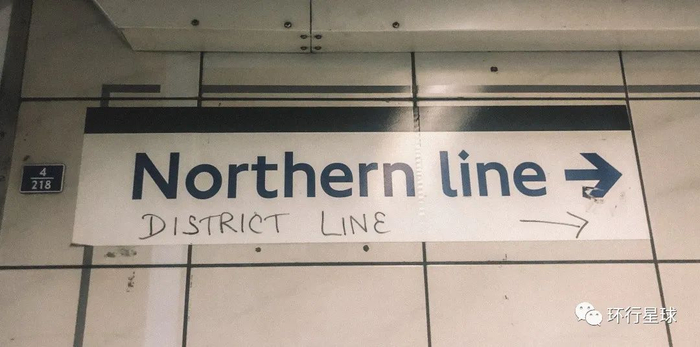 Northern line →
4
218
DISTRICT LINE →
环行星球